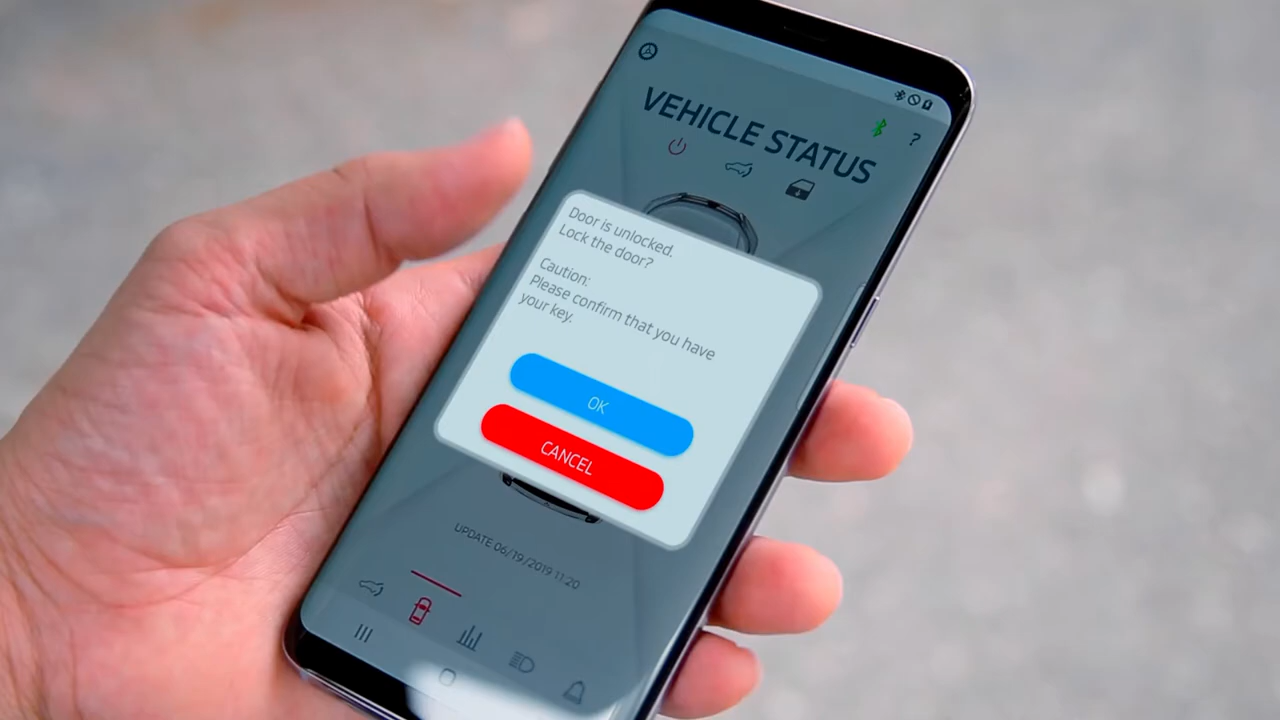 VEHICLE STATUS
?
Door is unlocked.
Lock the door?
Caution:
Please confirm that you have
your key.
OK
CANCEL
UPDATE 06/19/2019 11:20